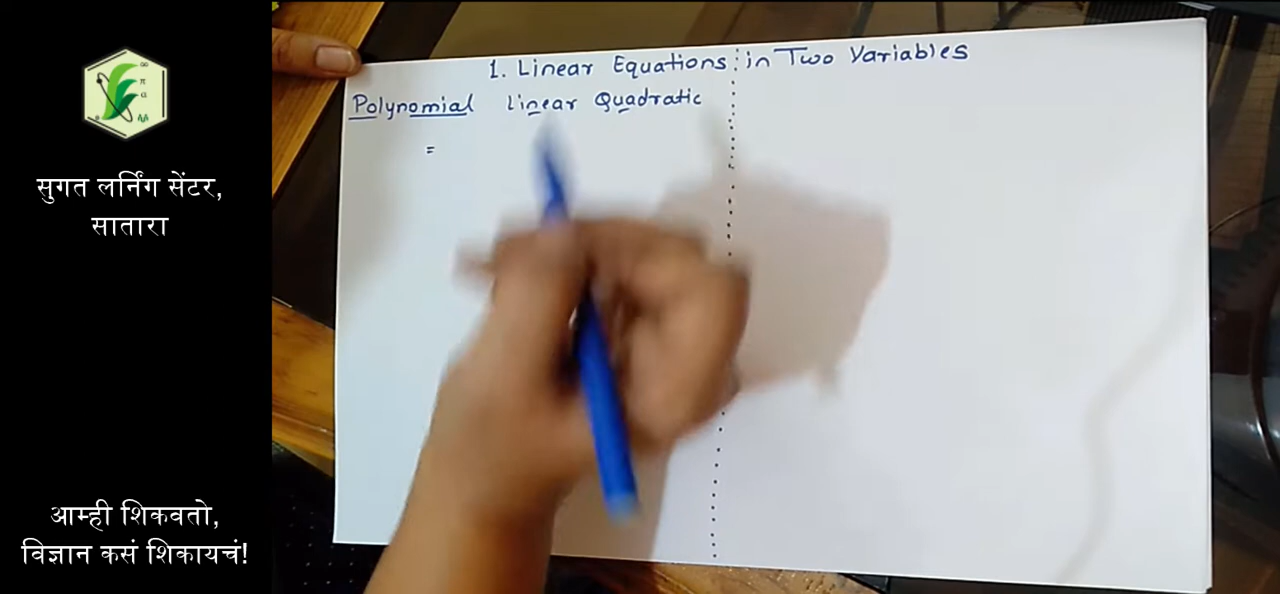 सुगत लर्निंग सेंटर,
सातारा
आम्ही शिकवतो,
विज्ञान कसं शिकायचं!
1. Linear Equations in Two Variables
Polynomial Linear Quadratic
=